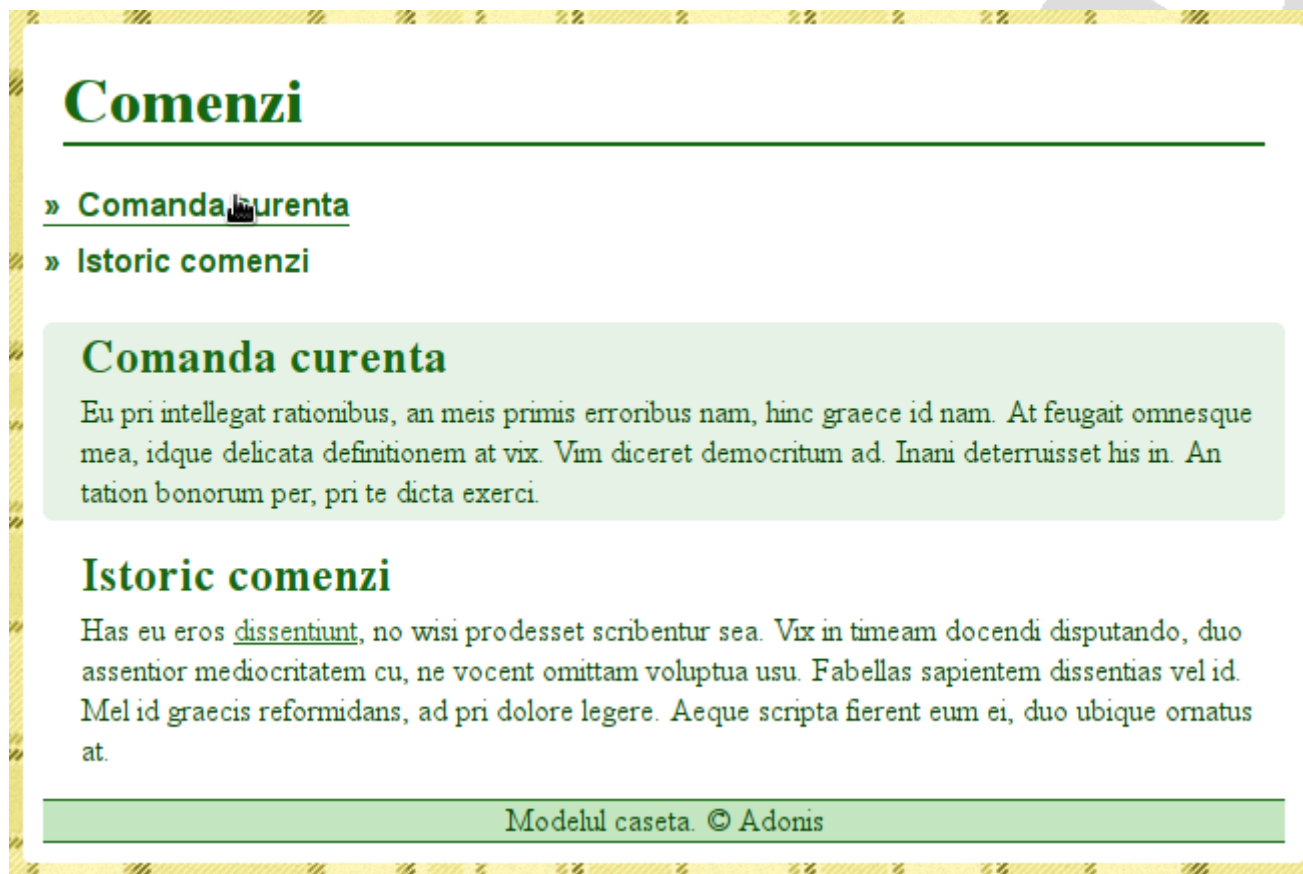 Comenzi
» Comanda curenta
» Istoric comenzi
Comanda curenta
Eu pri intellegat rationibus, an meis primis erroribus nam, hinc graece id nam. At feugait omnesque
mea, idque delicata definitionem at vix. Vim diceret democritum ad. Inani deterruisset his in. An
tation bonorum per, pri te dicta exerci.
Istoric comenzi
Has eu eros dissentiunt, no wisi prodesset scribentur sea. Vix in timeam docendi disputando, duo
assentior mediocritatem cu, ne vocent omittam voluptua usu. Fabellas sapientem dissentias vel id.
Mel id graecis reformidans, ad pri dolore legere. Aeque scripta fierent eum ei, duo ubique ornatus
at.
Modelul caseta. © Adonis